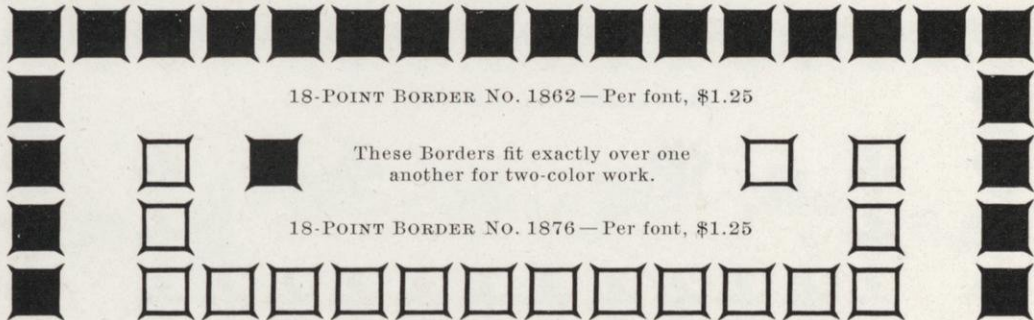 18-Point Border No. 1862—Per font, $1.25
These Borders fit exactly over one
another for two-color work.
18-Point Border No. 1876—Per font, $1.25